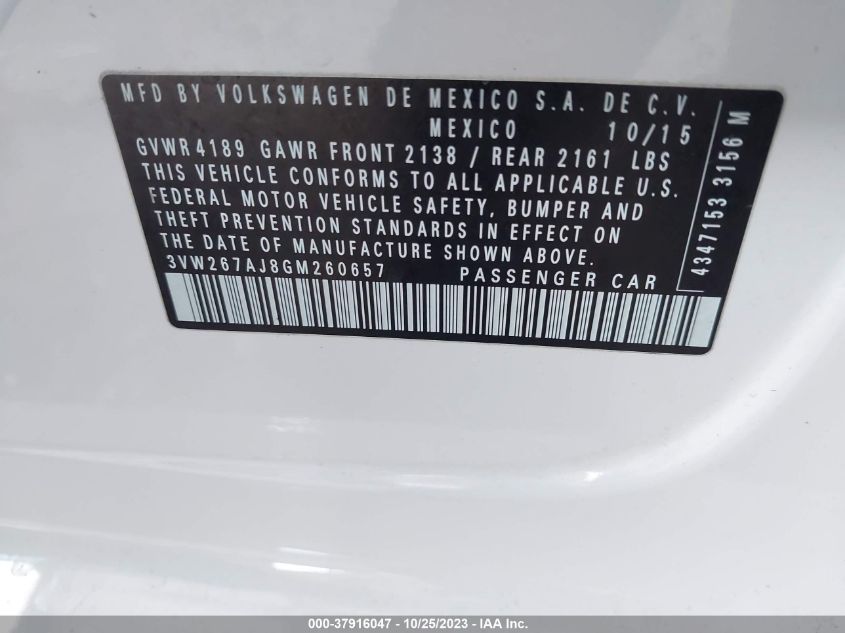 MFD BY VOLKSWAGEN DE MEXICO S.A. DE C.V.
MEXICO 10/15
GVWR 4189 GAWR FRONT 2138 / REAR 2161 LBS
THIS VEHICLE CONFORMS TO ALL APPLICABLE U.S.
FEDERAL MOTOR VEHICLE SAFETY, BUMPER AND
THEFT PREVENTION STANDARDS IN EFFECT ON
THE DATE OF MANUFACTURE SHOWN ABOVE.
3VW267AJ8GM260657 PASSENGER CAR
4347153 3156 M
000-37916047 - 10/25/2023 - IAA Inc.